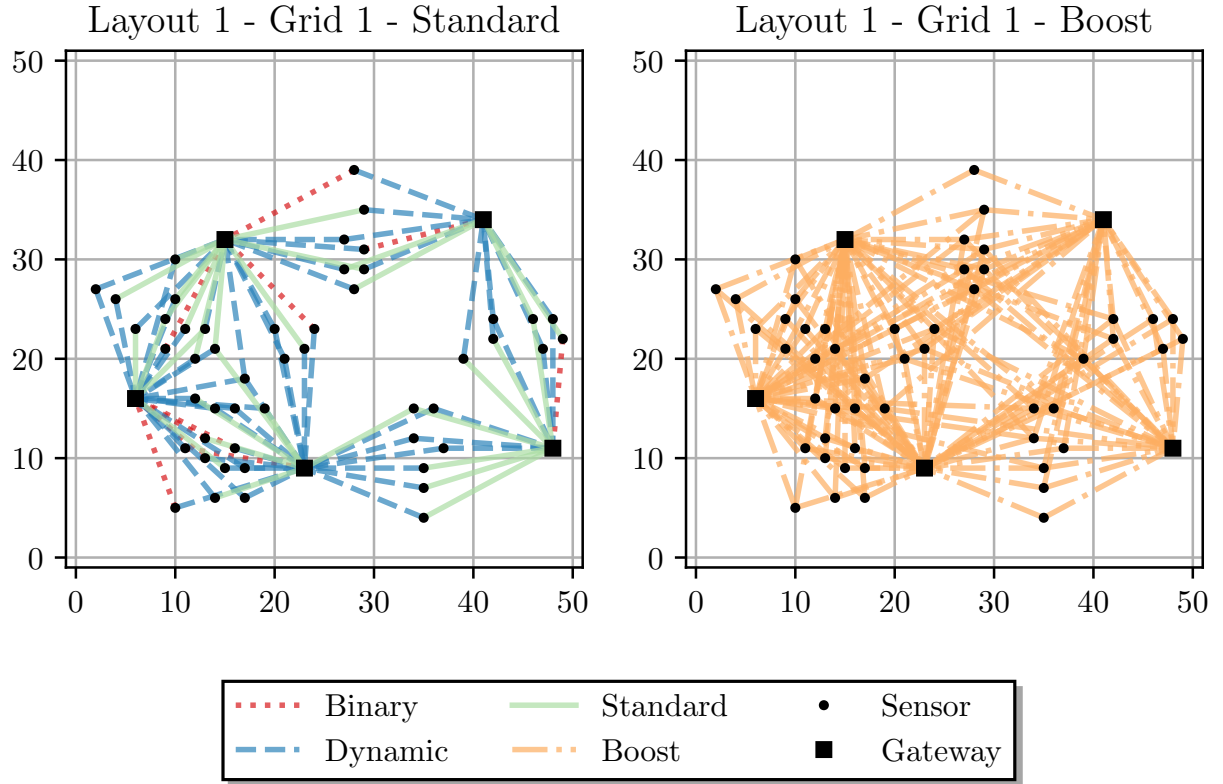 Layout 1 - Grid 1 - Standard
Layout 1 - Grid 1 - Boost
50
40
30
20
10
0
0 10 20 30 40 50
50
40
30
20
10
0
0 10 20 30 40 50
Binary Standard Sensor
Dynamic Boost Gateway